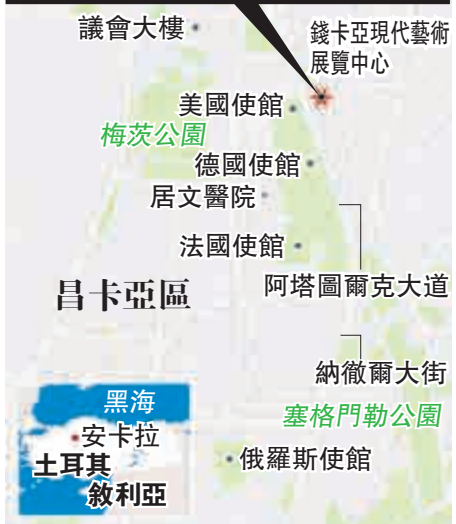 議會大樓
錢卡亞現代藝術
展覽中心
美國使館
梅茨公園
德國使館
居文醫院
法國使館
阿塔圖爾克大道
昌卡亞區
納徹爾大街
黑海
安卡拉
土耳其
敘利亞
塞格門勒公園
俄羅斯使館